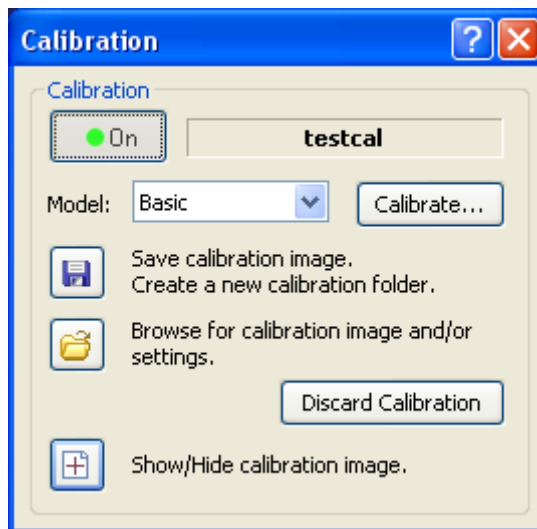 Calibration
?
Calibration
On
testcal
Model:
Basic
Calibrate...
Save calibration image.
Create a new calibration folder.
Browse for calibration image and/or
settings.
Discard Calibration
Show/Hide calibration image.